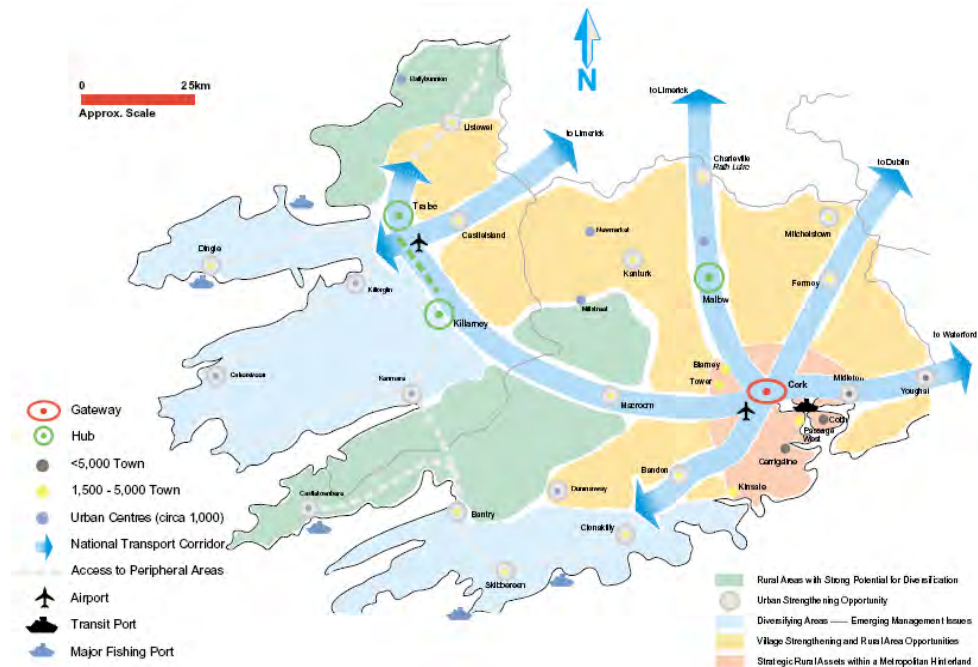 0 25km
Approx. Scale
N
Ballybunnion
Listowel
to Limerick
to Limerick
Charleville
Rath Luirc
to Dublin
Tralee
Castleisland
Newmarket
Mitchelstown
Dingle
Kanturk
Killorglin
Fermoy
Mallow
Killarney
Millstreet
to Waterford
Blarney
Tower
Cork
Midleton
Youghal
Kenmare
Macroom
Cobh
Passage
West
Carrigaline
Bandon
Kinsale
Dunmanway
Bantry
Clonakilty
Skibbereen
Gateway
Hub
<5,000 Town
1,500 - 5,000 Town
Urban Centres (circa 1,000)
National Transport Corridor
Access to Peripheral Areas
Airport
Transit Port
Major Fishing Port
Rural Areas with Strong Potential for Diversification
Urban Strengthening Opportunity
Diversifying Areas —— Emerging Management Issues
Village Strengthening and Rural Area Opportunities
Strategic Rural Assets within a Metropolitan Hinterland